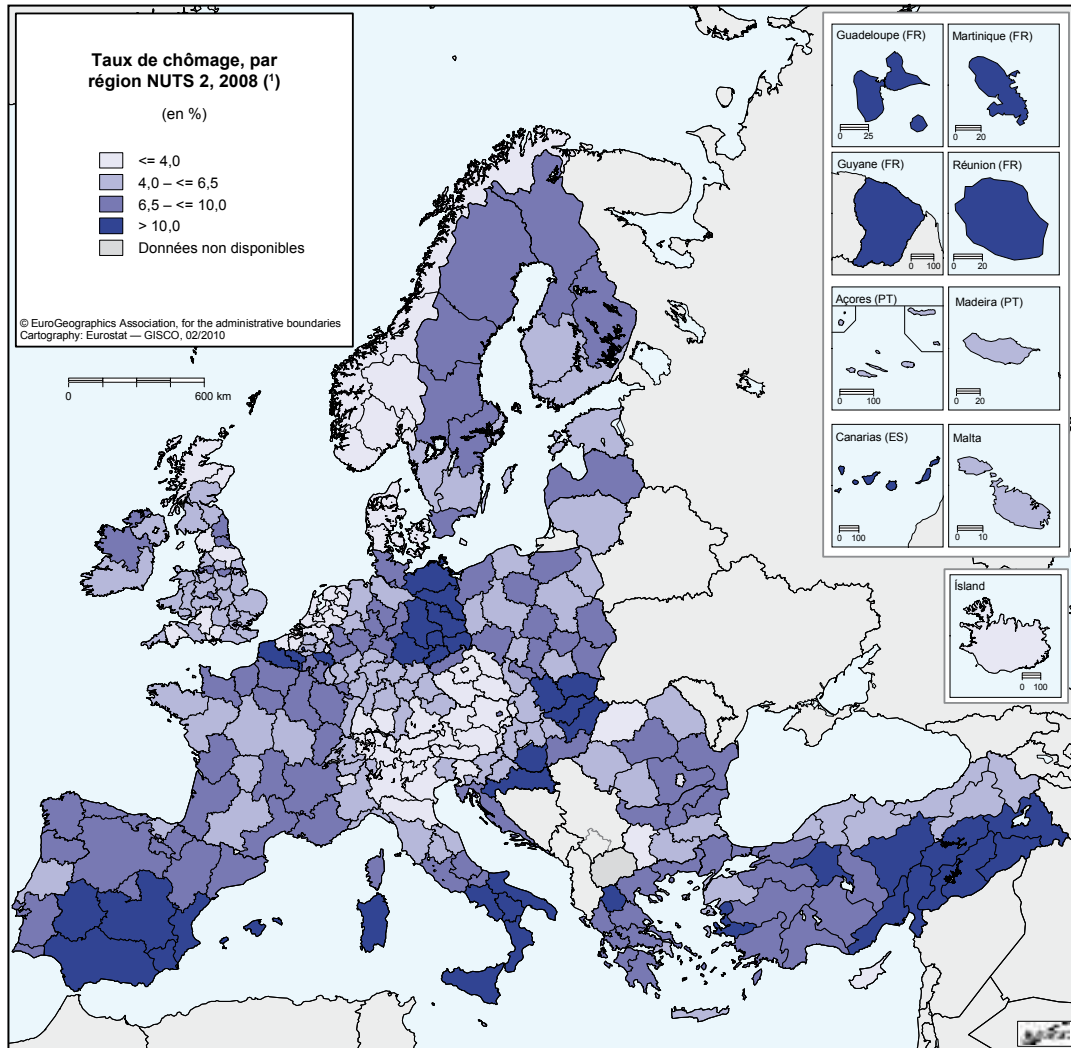 Taux de chômage, par
région NUTS 2, 2008 (¹)
(en %)
<= 4,0
4,0 – <= 6,5
6,5 – <= 10,0
> 10,0
Données non disponibles
© EuroGeographics Association, for the administrative boundaries
Cartography: Eurostat — GISCO, 02/2010
0 600 km
Guadeloupe (FR)
0 25
Martinique (FR)
0 20
Guyane (FR)
0 100
Réunion (FR)
0 20
Açores (PT)
0 100
Madeira (PT)
0 20
Canarias (ES)
0 100
Malta
0 10
Ísland
0 100